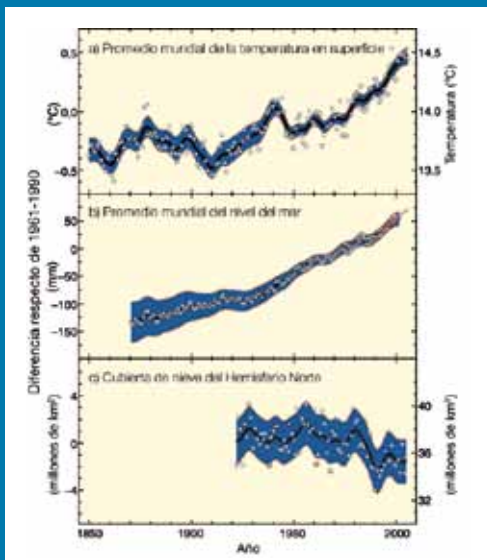 a) Promedio mundial de la temperatura en superficie
0,5
0,0
-0,5
(°C)
14,5
14,0
13,5
Temperatura (°C)
b) Promedio mundial del nivel del mar
50
0
-50
-100
-150
(mm)
Diferencia respecto de 1961-1990
c) Cubierta de nieve del Hemisferio Norte
4
0
-4
(millones de km²)
40
36
32
(millones de km²)
1850
1900
1950
2000
Año